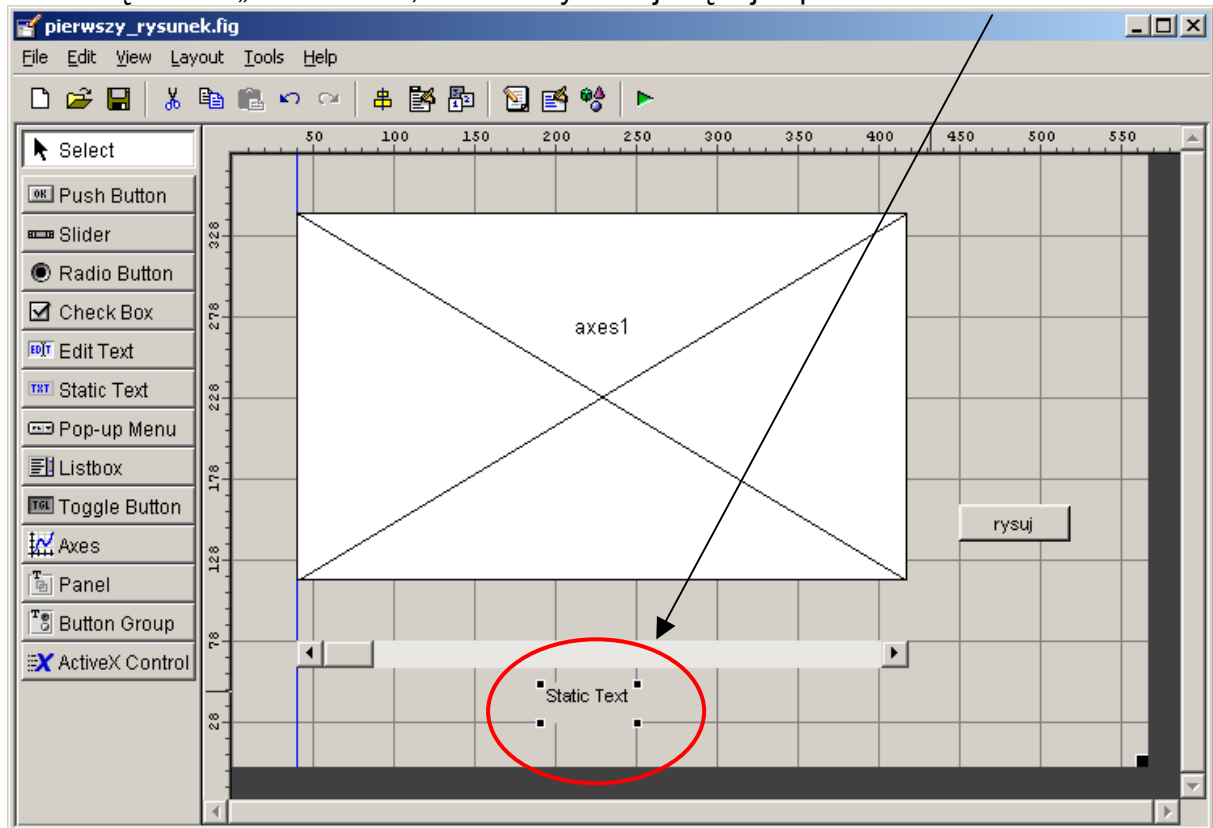 pierwszy_rysunek.fig
File Edit View Layout Tools Help
50 100 150 200 250 300 350 400 450 500 550
Select
Push Button
Slider
Radio Button
Check Box
Edit Text
Static Text
Pop-up Menu
Listbox
Toggle Button
Axes
Panel
Button Group
ActiveX Control
328
278
228
178
128
78
28
axes1
rysuj
Static Text